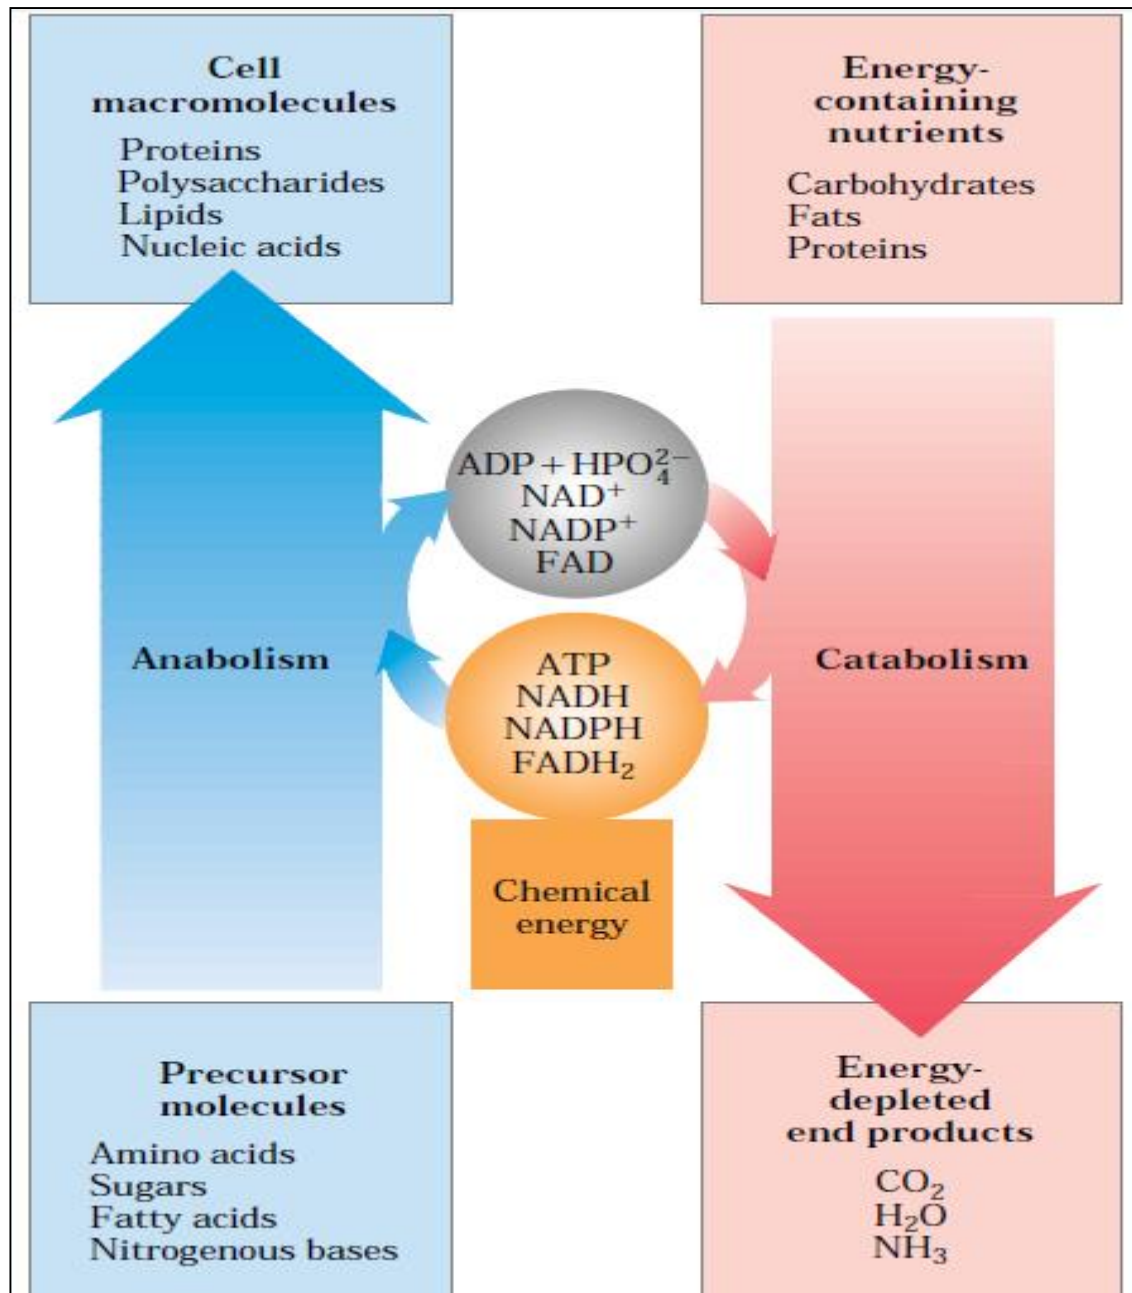 Cell
macromolecules
Proteins
Polysaccharides
Lipids
Nucleic acids
Energy-
containing
nutrients
Carbohydrates
Fats
Proteins
ADP + HPO₄²⁻
NAD⁺
NADP⁺
FAD
Anabolism
ATP
NADH
NADPH
FADH₂
Catabolism
Chemical
energy
Precursor
molecules
Amino acids
Sugars
Fatty acids
Nitrogenous bases
Energy-
depleted
end products
CO₂
H₂O
NH₃